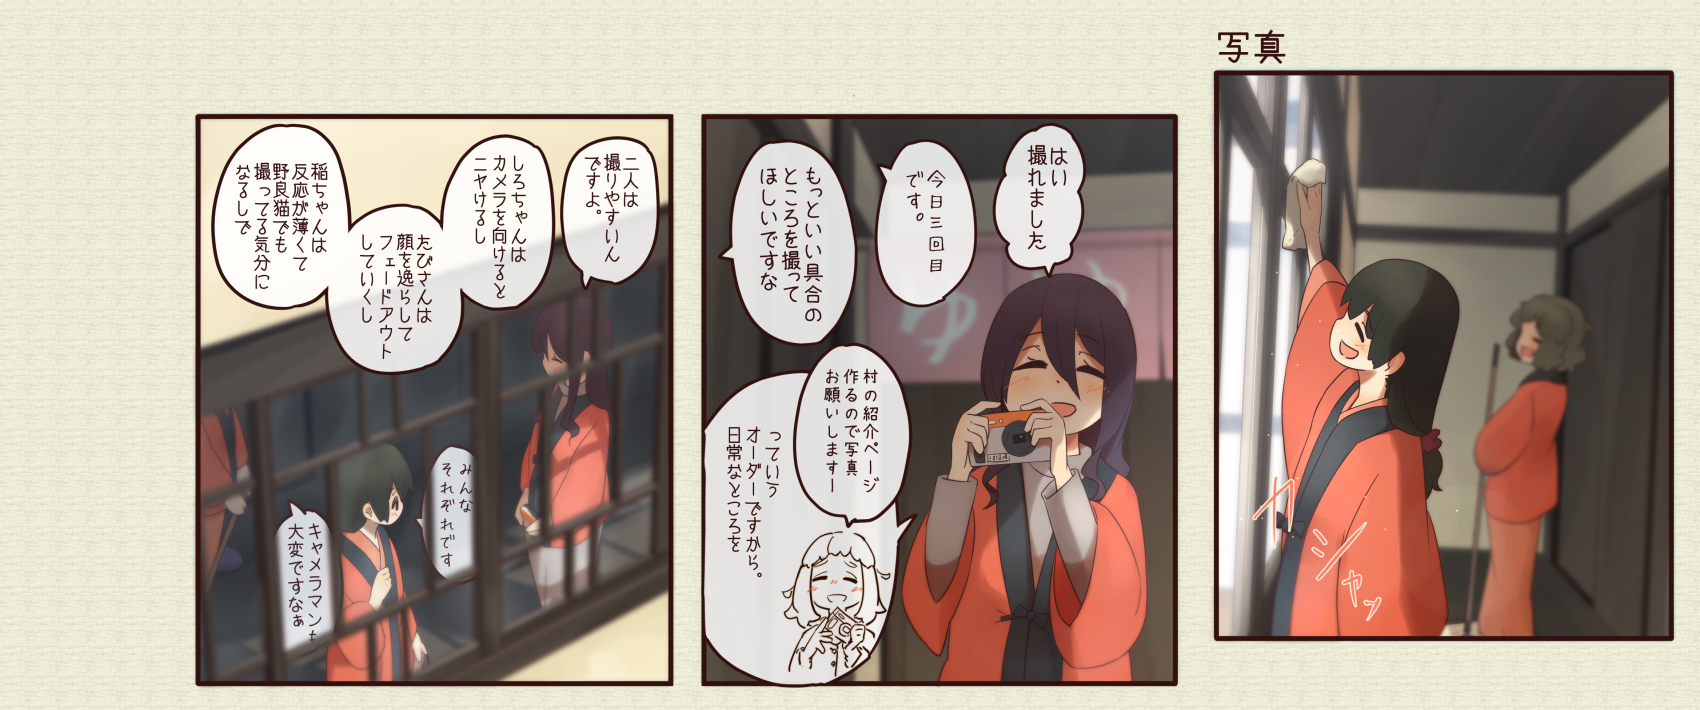 写真
カシャッ
はい
撮れました
今日三回目
です。
もっといい具合の
ところを撮って
ほしいですな
村の紹介ページ
作るので写真
お願いしますー
っていう
オーダーですから。
日常なところを
二人は
撮りやすいん
ですよ。
しろちゃんは
カメラを向けると
ニヤけるし
たびさんは
顔を逸らして
フェードアウト
していくし
稲ちゃんは
反応が薄くて
野良猫でも
撮ってる気分に
なるしで
みんな
それぞれです
キャメラマンも
大変ですなぁ